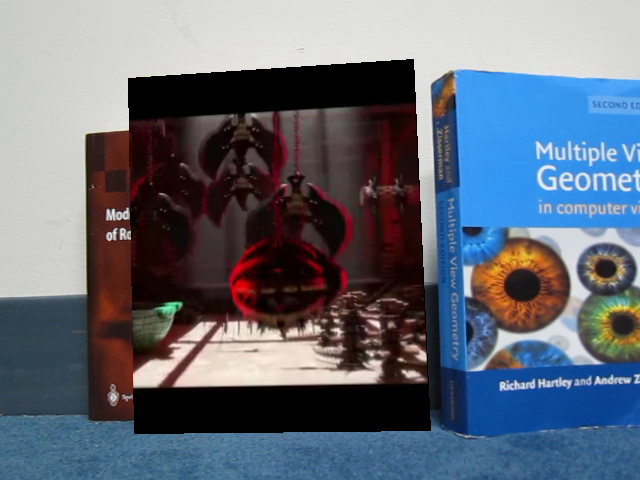 Mod
of Ro
Hartley and
Zisserman
Multiple View Geometry
SECOND ED
Multiple Vi
Geomet
in computer vi
Richard Hartley and Andrew Z